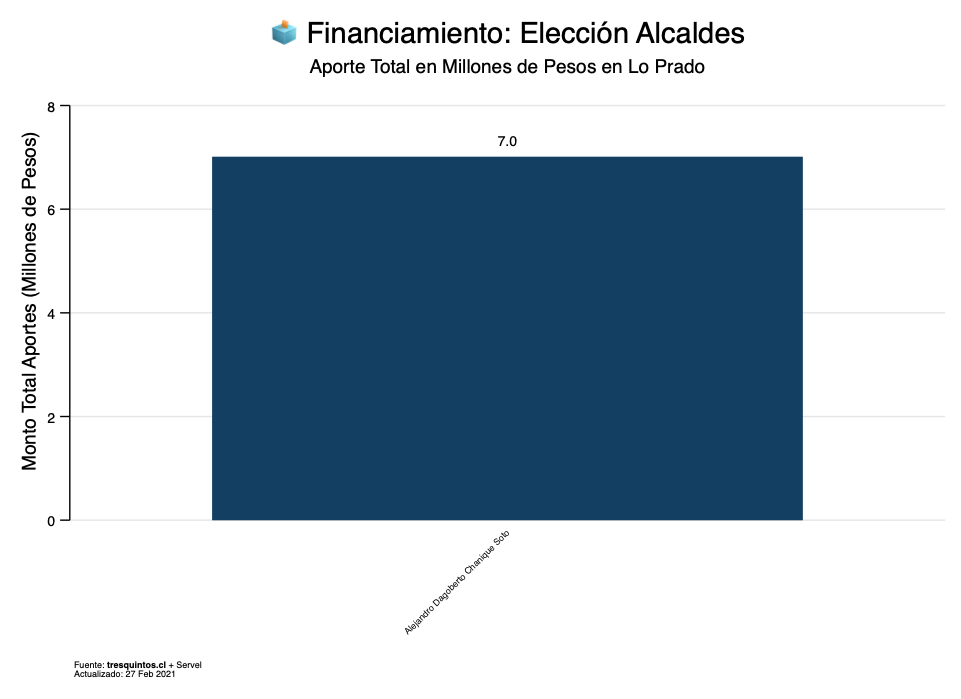 Financiamiento: Elección Alcaldes
Aporte Total en Millones de Pesos en Lo Prado
Monto Total Aportes (Millones de Pesos)
8
6
4
2
0
7.0
Alejandro Dagoberto Chanique Soto
Fuente: tresquintos.cl + Servel
Actualizado: 27 Feb 2021